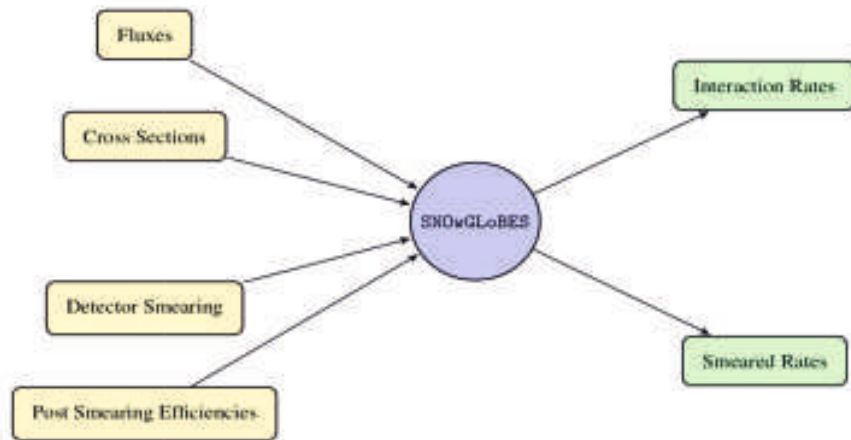 Fluxes
Interaction Rates
Cross Sections
SNOwGLoBES
Detector Smearing
Smeared Rates
Post Smearing Efficiencies